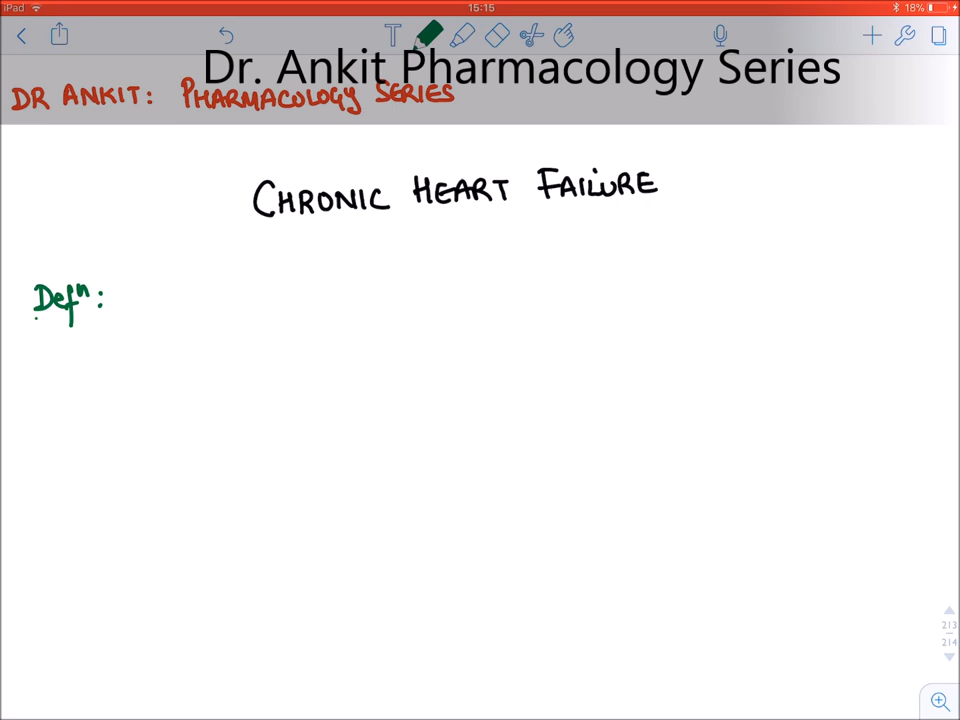 iPad 15:15 18%
Dr. Ankit Pharmacology Series
DR ANKIT: PHARMACOLOGY SERIES
CHRONIC HEART FAILURE
Defⁿ:
213
214